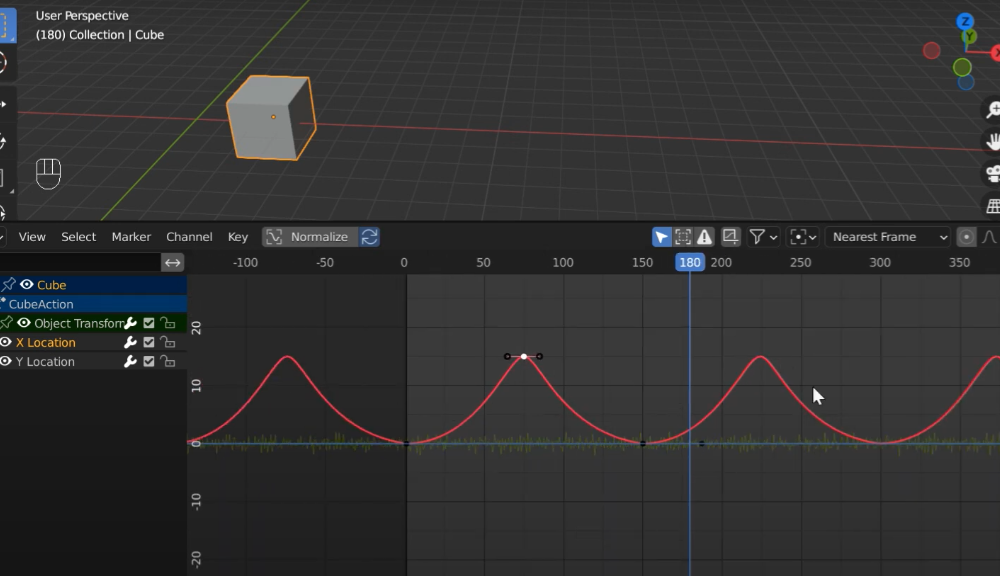 User Perspective
(180) Collection | Cube
Z
Y
X
View Select Marker Channel Key Normalize Nearest Frame
-100 -50 0 50 100 150 180 200 250 300 350
Cube
CubeAction
Object Transform
X Location
Y Location
20
10
0
-10
-20